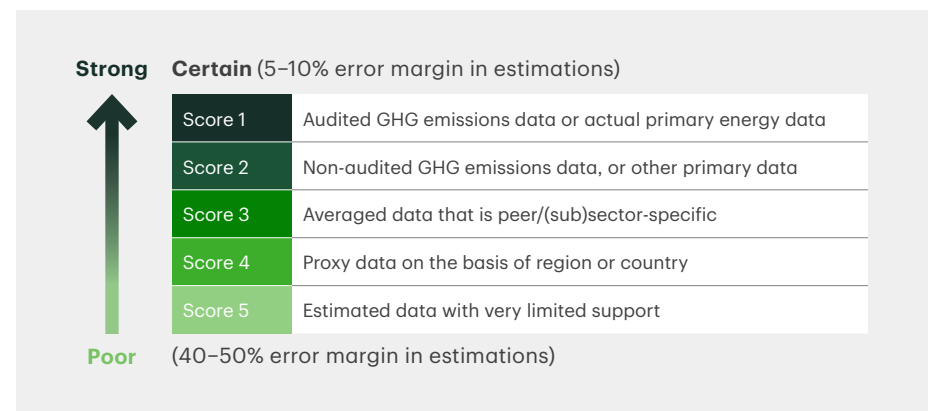 Strong Certain (5–10% error margin in estimations)
Score 1 Audited GHG emissions data or actual primary energy data
Score 2 Non-audited GHG emissions data, or other primary data
Score 3 Averaged data that is peer/(sub)sector-specific
Score 4 Proxy data on the basis of region or country
Score 5 Estimated data with very limited support
Poor (40–50% error margin in estimations)